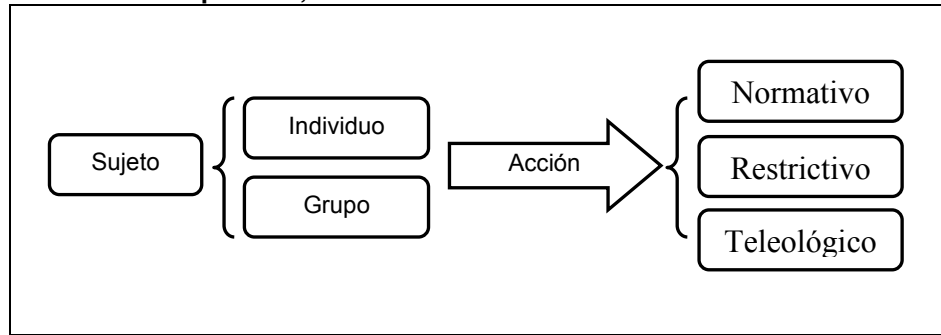 Sujeto
Individuo
Grupo
Acción
Normativo
Restrictivo
Teleológico